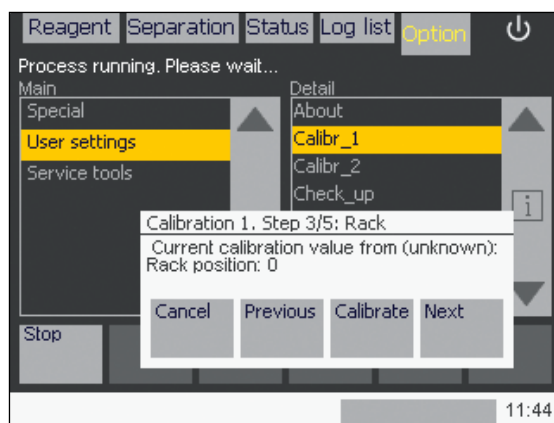 Reagent Separation Status Log list Option
Process running. Please wait...
Main Detail
Special About
User settings Calibr_1
Service tools Calibr_2
Check_up
i
Calibration 1. Step 3/5: Rack
Current calibration value from (unknown):
Rack position: 0
Cancel Previous Calibrate Next
Stop
11:44